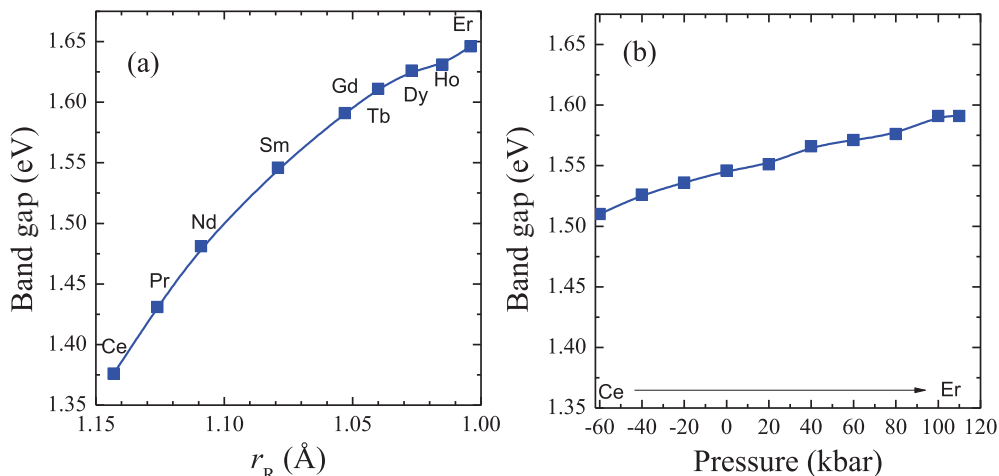 (a)
Band gap (eV)
1.65
1.60
1.55
1.50
1.45
1.40
1.35
Er
Ho
Dy
Gd
Tb
Sm
Nd
Pr
Ce
1.15
1.10
1.05
1.00
r_R (Å)
(b)
Band gap (eV)
1.65
1.60
1.55
1.50
1.45
1.40
1.35
Ce
Er
-60 -40 -20 0 20 40 60 80 100 120
Pressure (kbar)